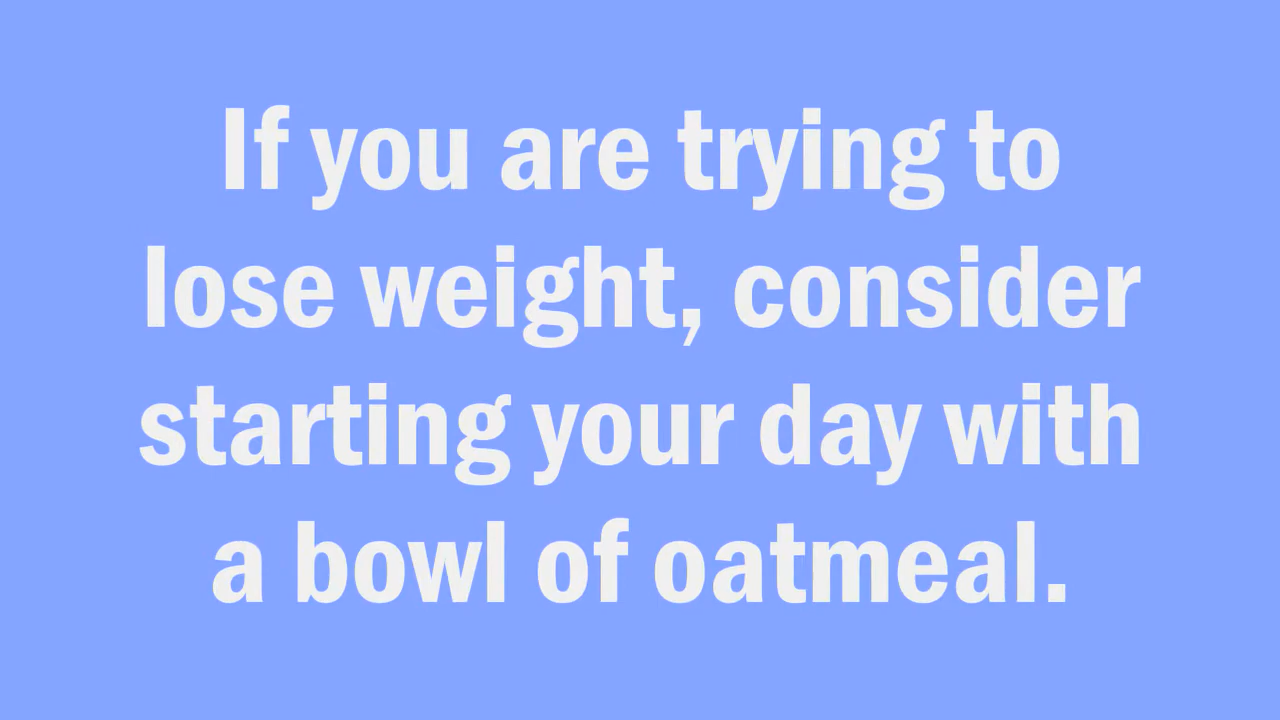 If you are trying to
lose weight, consider
starting your day with
a bowl of oatmeal.